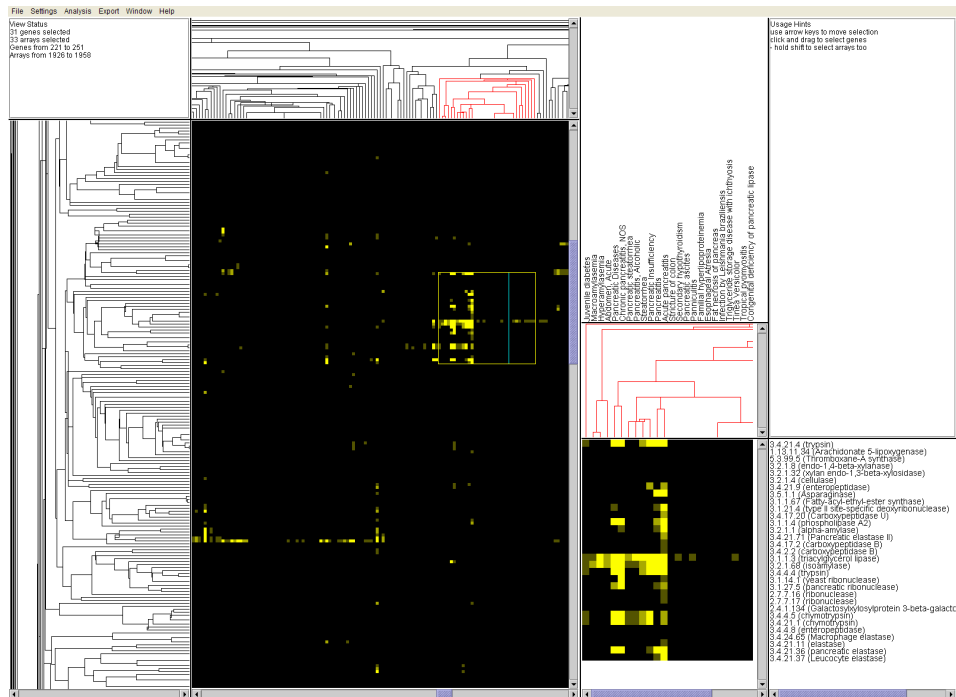 File Settings Analysis Export Window Help
View Status
31 genes selected
33 arrays selected
Genes from 221 to 251
Arrays from 1926 to 1958
Usage Hints
use arrow keys to move selection
click and drag to select genes
- hold shift to select arrays too
Juvenile diabetes
Macroamylasemia
Hyperamylasemia
Abdomen, Acute
Pancreatic Diseases
Chronic pancreatitis, NOS
Pancreatic steatorrhea
Pancreatitis, Alcoholic
Steatorrhea
Pancreatic Insufficiency
Pancreatitis
Acute pancreatitis
Stricture of colon
Secondary hypothyroidism
Pancreatic ascites
Panniculitis
Familial hyperlipoproteinemia
Esophageal Atresia
Fat necrosis of pancreas
Infection by Leishmania braziliensis
Triglyceride storage disease with ichthyosis
Tinea Versicolor
Tropical pyomyositis
Congenital deficiency of pancreatic lipase
3.4.21.4 (trypsin)
1.13.11.34 (Arachidonate 5-lipoxygenase)
5.3.99.5 (Thromboxane-A synthase)
3.2.1.8 (endo-1,4-beta-xylanase)
3.2.1.32 (xylan endo-1,3-beta-xylosidase)
3.2.1.4 (cellulase)
3.4.21.9 (enteropeptidase)
3.5.1.1 (Asparaginase)
3.1.1.67 (Fatty-acyl-ethyl-ester synthase)
3.1.21.4 (type II site-specific deoxyribonuclease)
3.4.17.20 (Carboxypeptidase U)
3.1.1.4 (phospholipase A2)
3.2.1.1 (alpha-amylase)
3.4.21.71 (Pancreatic elastase II)
3.4.17.2 (carboxypeptidase B)
3.4.2.2 (carboxypeptidase B)
3.1.1.3 (triacylglycerol lipase)
3.2.1.68 (isoamylase)
3.4.4.4 (trypsin)
3.1.14.1 (yeast ribonuclease)
3.1.27.5 (pancreatic ribonuclease)
2.7.7.16 (ribonuclease)
2.7.7.17 (ribonuclease)
2.4.1.134 (Galactosylxylosylprotein 3-beta-galacto
3.4.4.5 (chymotrypsin)
3.4.21.1 (chymotrypsin)
3.4.4.8 (enteropeptidase)
3.4.24.65 (Macrophage elastase)
3.4.21.11 (elastase)
3.4.21.36 (pancreatic elastase)
3.4.21.37 (Leucocyte elastase)